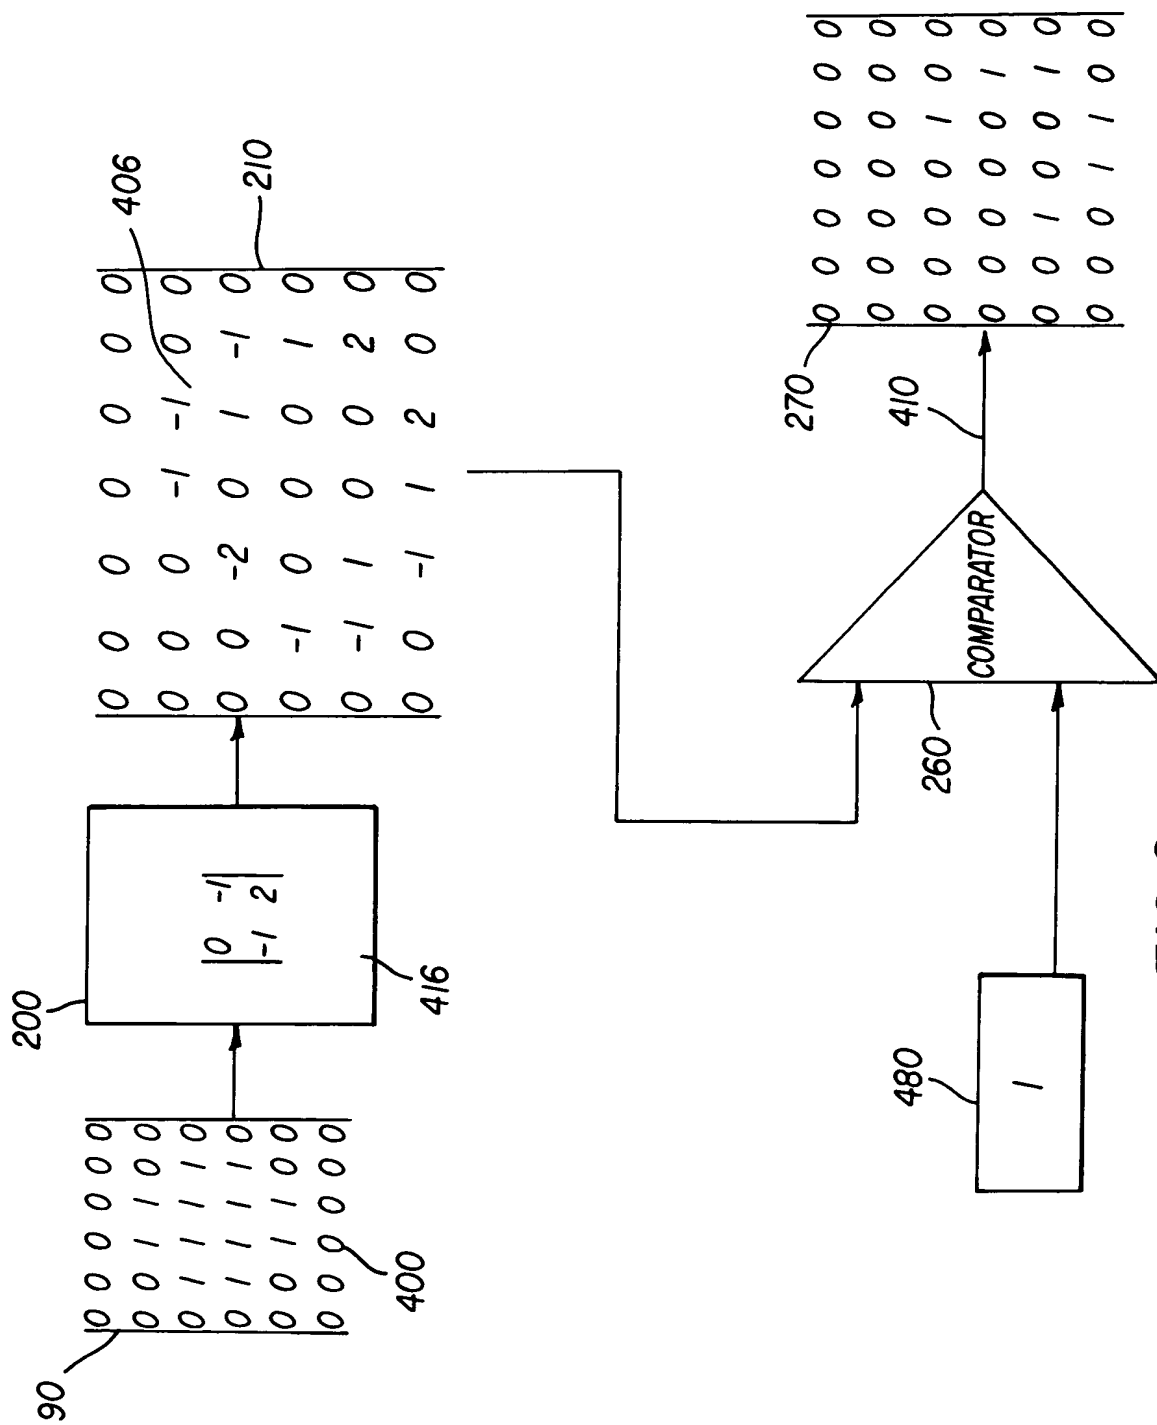 90
0 0 0 0 0 0
0 0 1 1 0 0
0 1 1 1 1 0
0 1 1 1 1 0
0 0 1 1 0 0
0 0 0 0 0 0
400
200
0 -1
-1 2
416
406
210
0 0 0 0 0 0 0
0 0 0 -1 -1 0 0
0 0 -2 0 1 -1 0
0 -1 0 0 0 1 0
0 -1 1 0 0 2 0
0 0 -1 1 2 0 0
480
1
260
COMPARATOR
410
270
0 0 0 0 0 0 0
0 0 0 0 0 0 0
0 0 0 0 1 0 0
0 0 0 0 0 1 0
0 0 1 0 0 1 0
0 0 0 1 1 0 0